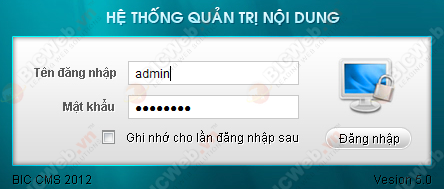 HỆ THỐNG QUẢN TRỊ NỘI DUNG
Tên đăng nhập admin
Mật khẩu ••••••••
Ghi nhớ cho lần đăng nhập sau Đăng nhập
BIC CMS 2012 Vesion 5.0